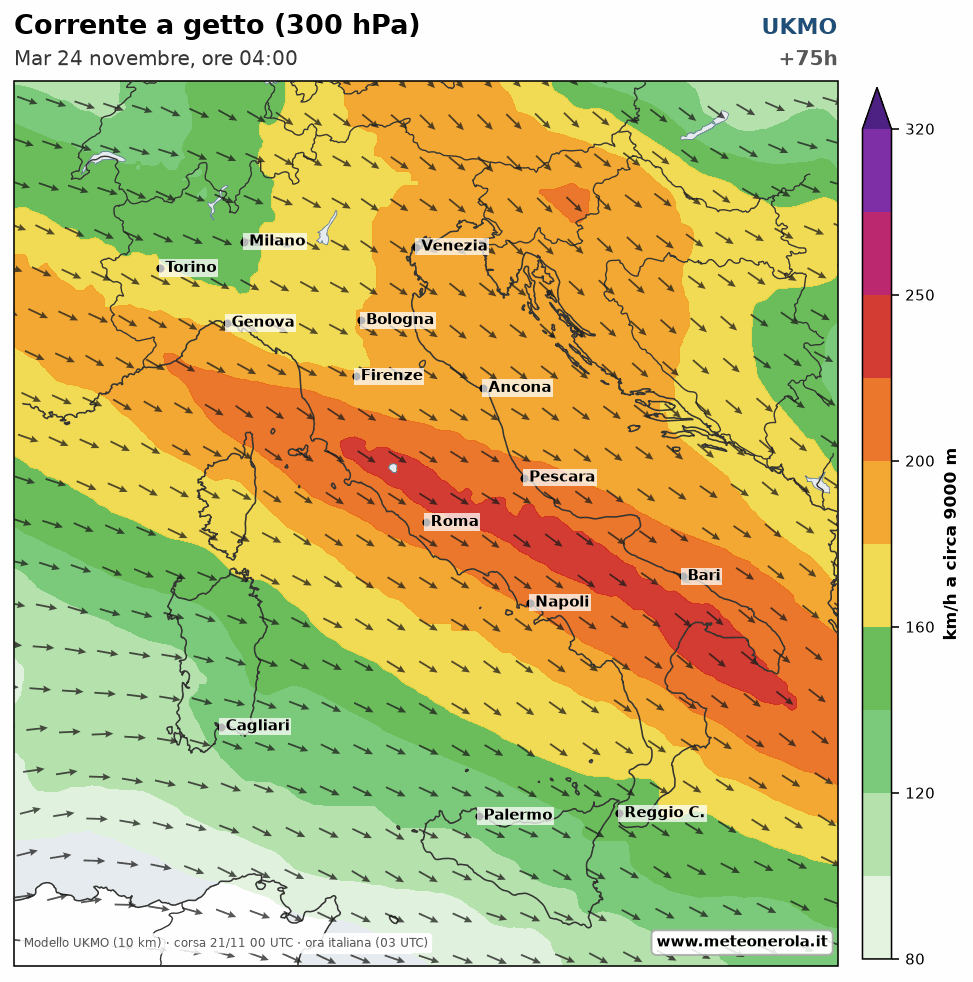 Corrente a getto (300 hPa)
UKMO
Mar 24 novembre, ore 04:00
+75h
320
Milano
Venezia
Torino
250
Genova
Bologna
Firenze
Ancona
200
Pescara
Roma
Bari
Napoli
160
km/h a circa 9000 m
Cagliari
120
Palermo
Reggio C.
Modello UKMO (10 km) · corsa 21/11 00 UTC · ora italiana (03 UTC)
www.meteonerola.it
80